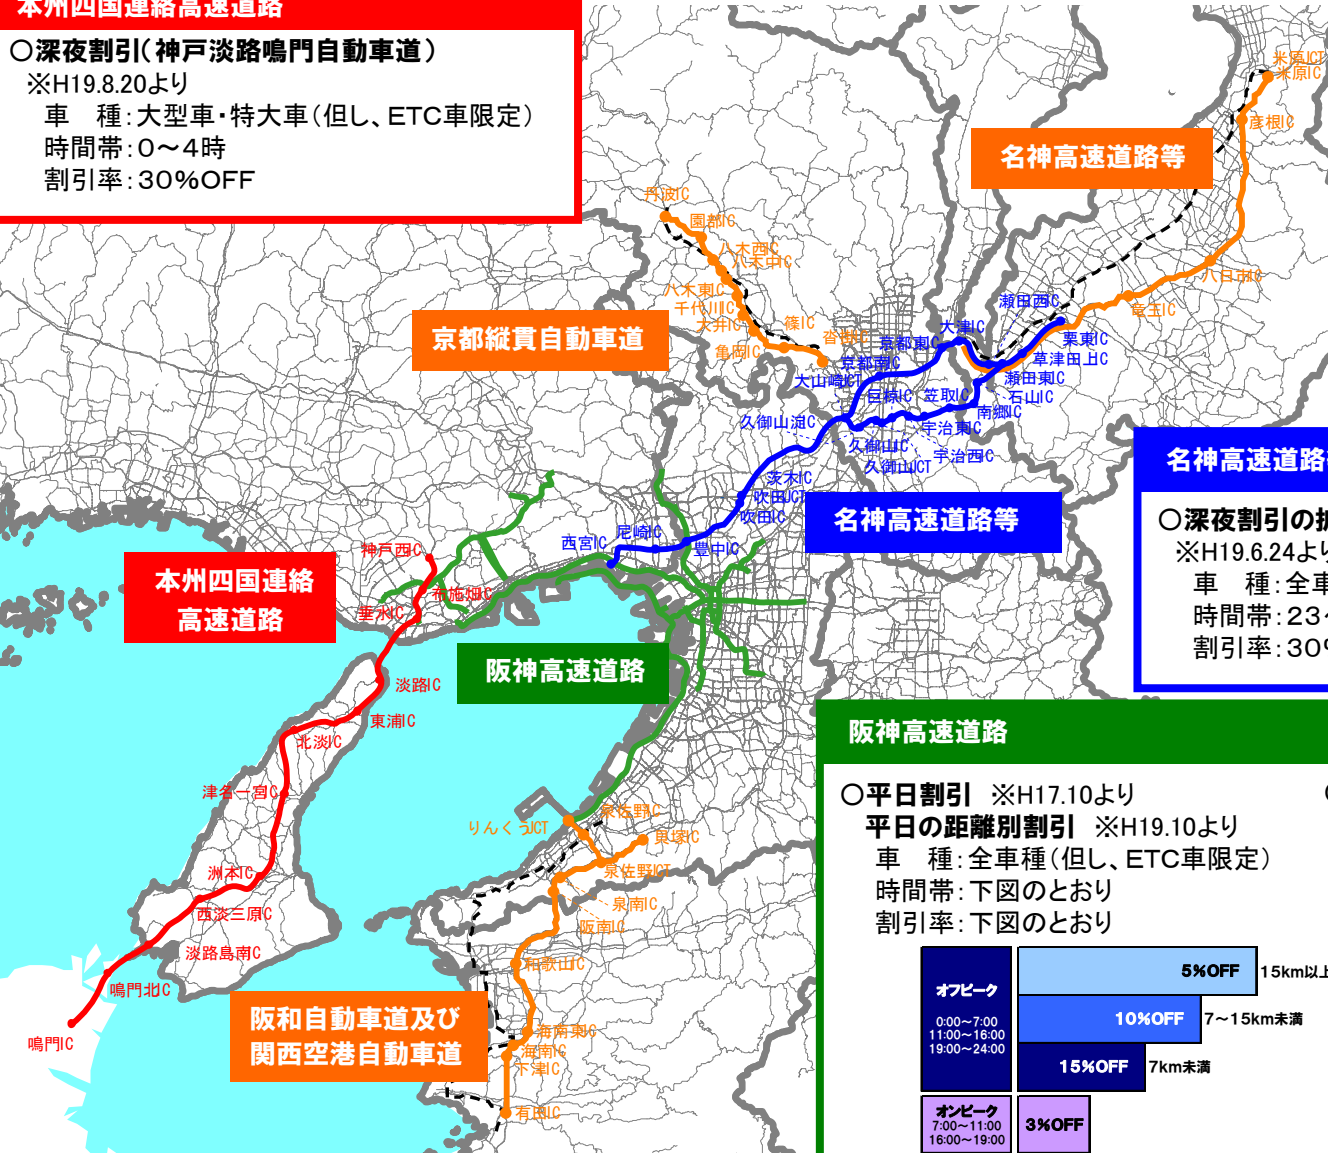 本州四国連絡高速道路
○深夜割引(神戸淡路鳴門自動車道)
※H19.8.20より
車　種:大型車・特大車(但し、ETC車限定)
時間帯:0～4時
割引率:30%OFF
米原JCT
米原IC
彦根IC
名神高速道路等
丹波IC
園部IC
八木西IC
八木中IC
八日市IC
八木東IC
千代川IC
大井IC
篠IC
沓掛IC
亀岡IC
瀬田西IC
竜王IC
京都縦貫自動車道
大津IC
京都東IC
栗東IC
京都南IC
草津田上IC
大山崎JCT
瀬田東IC
巨椋IC
笠取IC
石山IC
南郷IC
久御山淀IC
宇治東IC
久御山IC
宇治西IC
久御山JCT
茨木IC
吹田JCT
吹田IC
名神高速道路
名神高速道路等
○深夜割引の
※H19.6.24より
車　種:全車
時間帯:23
割引率:30
尼崎IC
西宮IC
豊中IC
神戸西IC
本州四国連絡
高速道路
布施畑IC
垂水IC
阪神高速道路
淡路IC
東浦IC
北淡IC
津名一宮IC
洲本IC
西淡三原IC
淡路島南IC
鳴門北IC
鳴門IC
泉佐野IC
りんくうJCT
貝塚IC
泉佐野JCT
泉南IC
阪南IC
和歌山IC
海南東IC
海南IC
下津IC
有田IC
阪和自動車道及び
関西空港自動車道
阪神高速道路
○平日割引　※H17.10より
平日の距離別割引　※H19.10より
車　種:全車種(但し、ETC車限定)
時間帯:下図のとおり
割引率:下図のとおり
オフピーク
0:00～7:00
11:00～16:00
19:00～24:00
5%OFF 15km以上
10%OFF 7～15km未満
15%OFF 7km未満
オンピーク
7:00～11:00
16:00～19:00
3%OFF